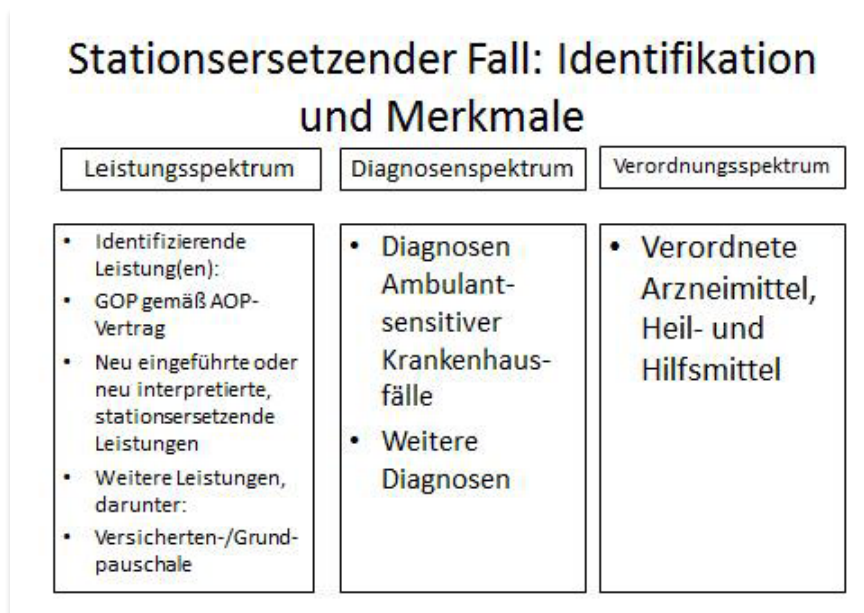 Stationsersetzender Fall: Identifikation
und Merkmale
Leistungsspektrum
Diagnosenspektrum
Verordnungsspektrum
• Identifizierende
Leistung(en):
• GOP gemäß AOP-
Vertrag
• Neu eingeführte oder
neu interpretierte,
stationsersetzende
Leistungen
• Weitere Leistungen,
darunter:
• Versicherten-/Grund-
pauschale
• Diagnosen
Ambulant-
sensitiver
Krankenhaus-
fälle
• Weitere
Diagnosen
• Verordnete
Arzneimittel,
Heil- und
Hilfsmittel